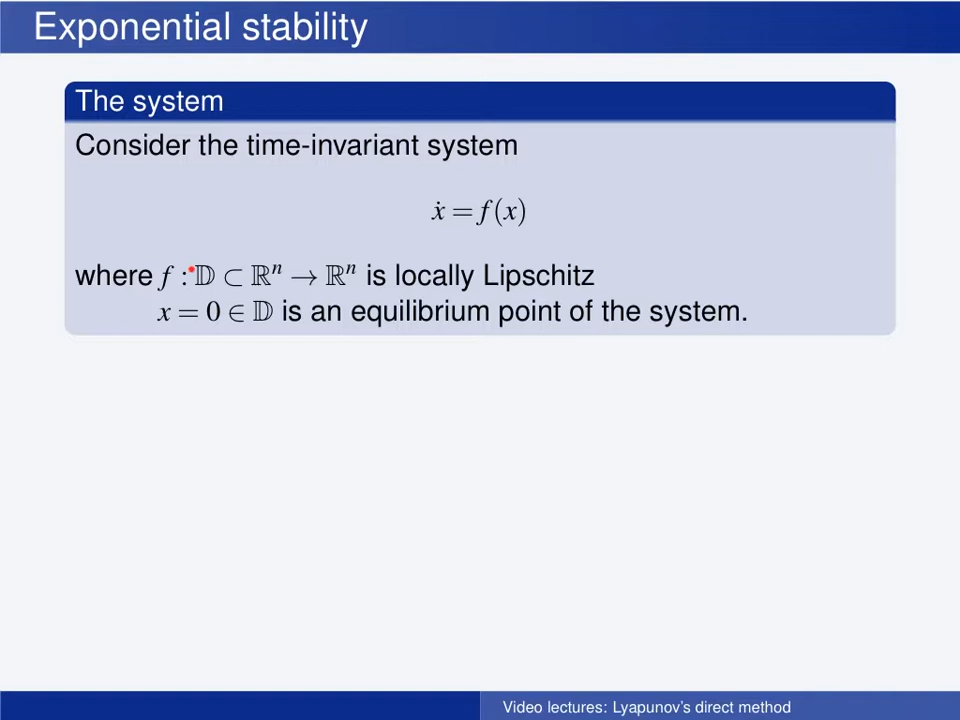 Exponential stability
The system
Consider the time-invariant system
ẋ = f(x)
where f : 𝔻 ⊂ ℝⁿ → ℝⁿ is locally Lipschitz
x = 0 ∈ 𝔻 is an equilibrium point of the system.
Video lectures: Lyapunov's direct method